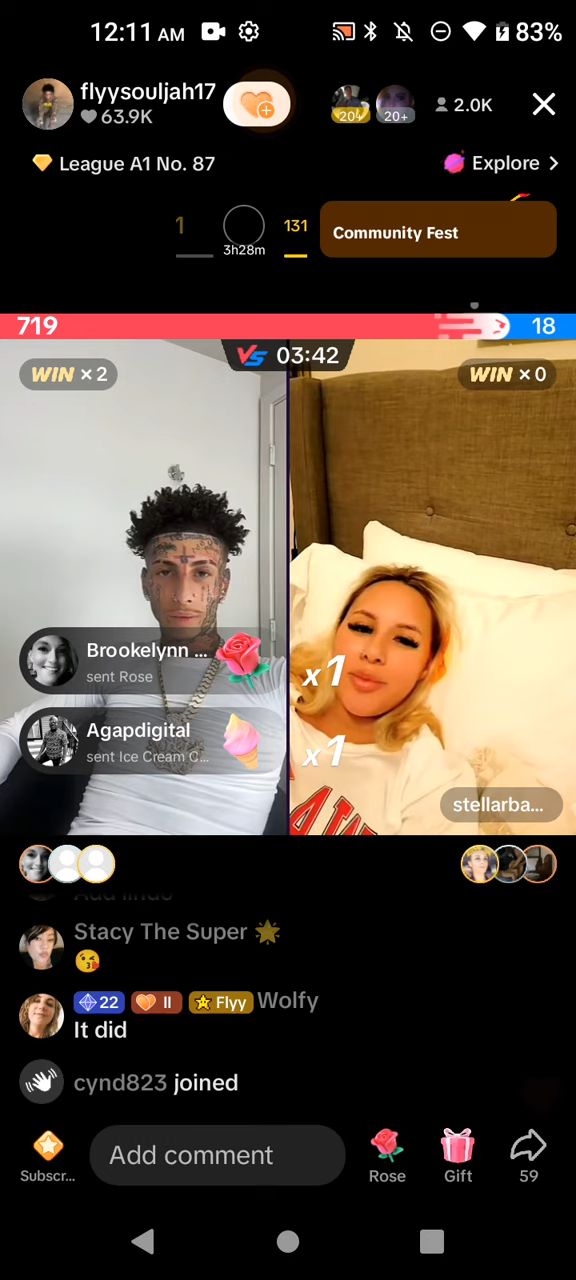 12:11 AM
83%
flyysouljah17
63.9K
20+
20+
2.0K
League A1 No. 87
Explore
1
3h28m
131
Community Fest
719
18
VS 03:42
WIN × 2
WIN × 0
Brookelynn ...
sent Rose
x1
Agapdigital
sent Ice Cream C...
x1
stellarba...
Stacy The Super
22
II
Flyy
Wolfy
It did
cynd823 joined
Subscr...
Add comment
Rose
Gift
59